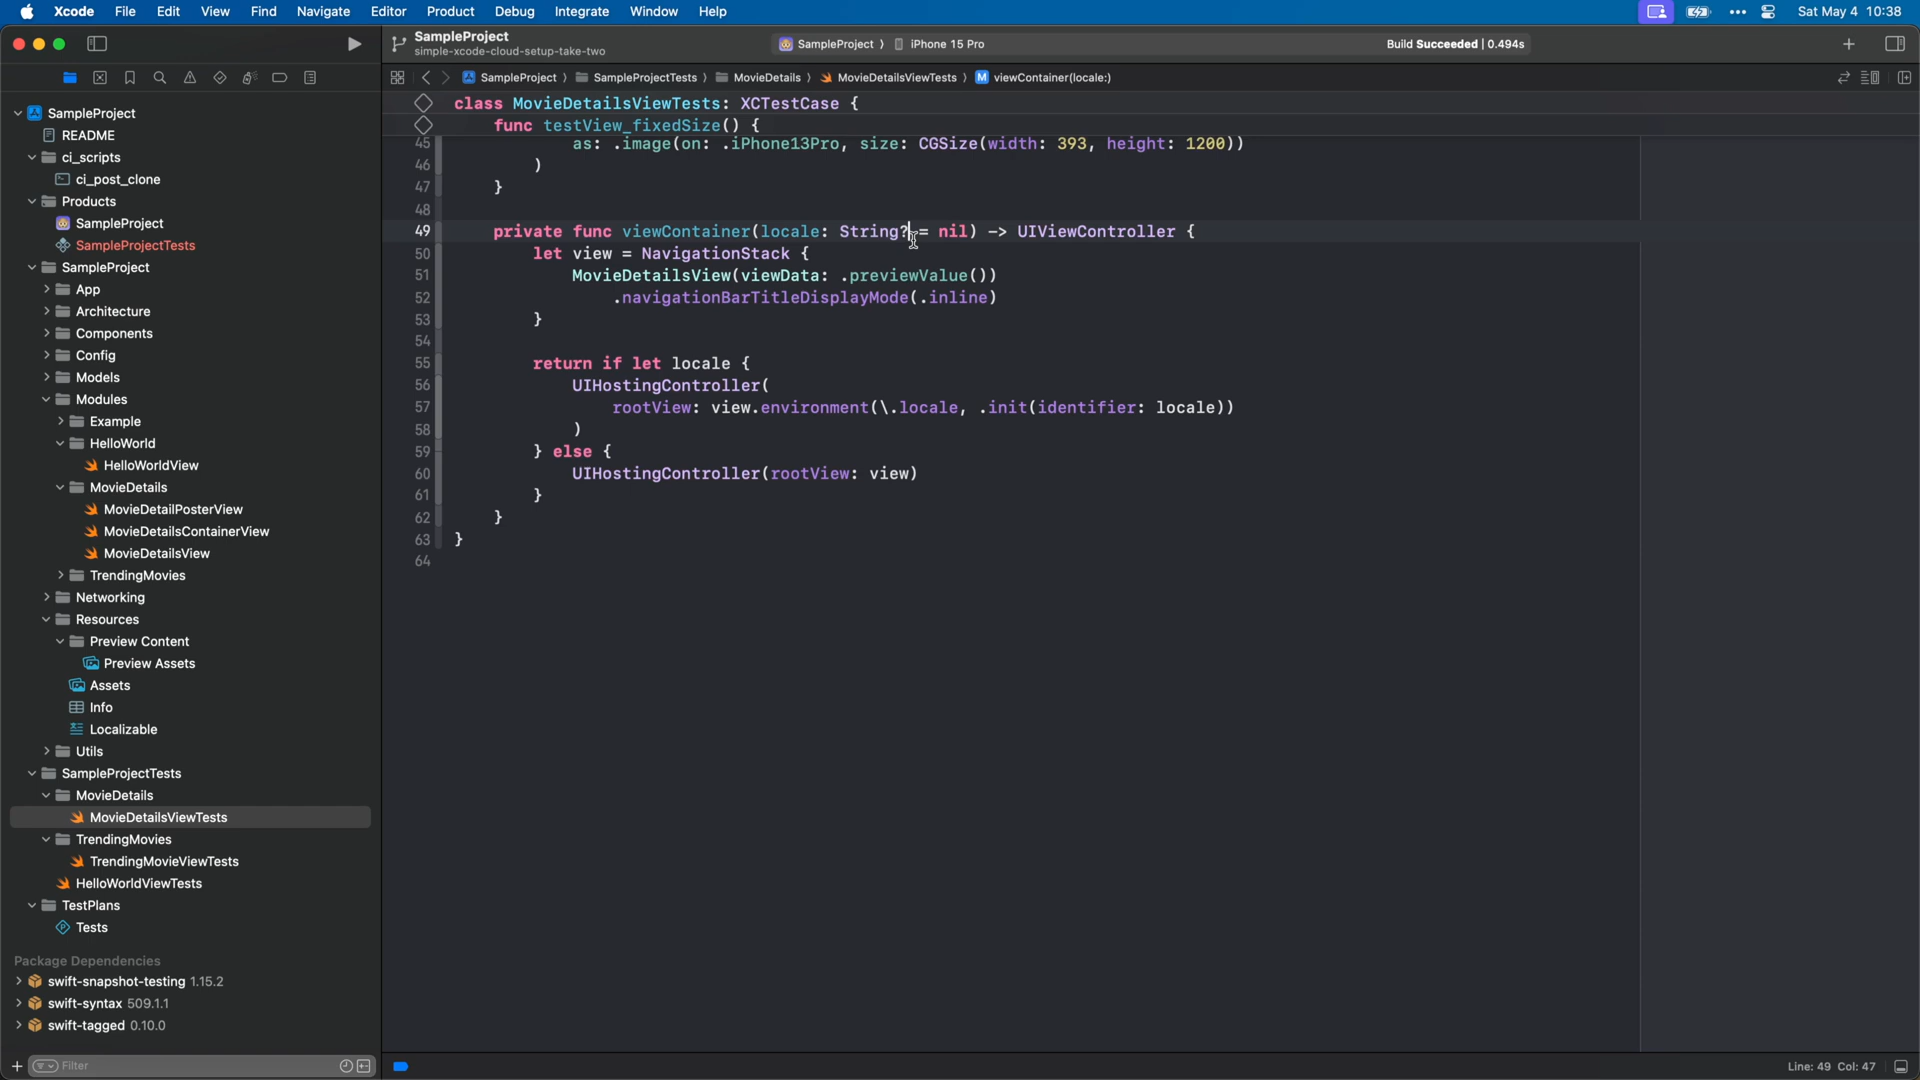 Xcode File Edit View Find Navigate Editor Product Debug Integrate Window Help Sat May 4 10:38
SampleProject
simple-xcode-cloud-setup-take-two
SampleProject iPhone 15 Pro
Build Succeeded | 0.494s
SampleProject SampleProjectTests MovieDetails MovieDetailsViewTests M viewContainer(locale:)
SampleProject
README
ci_scripts
ci_post_clone
Products
SampleProject
SampleProjectTests
SampleProject
App
Architecture
Components
Config
Models
Modules
Example
HelloWorld
HelloWorldView
MovieDetails
MovieDetailPosterView
MovieDetailsContainerView
MovieDetailsView
TrendingMovies
Networking
Resources
Preview Content
Preview Assets
Assets
Info
Localizable
Utils
SampleProjectTests
MovieDetails
MovieDetailsViewTests
TrendingMovies
TrendingMovieViewTests
HelloWorldViewTests
TestPlans
Tests
Package Dependencies
swift-snapshot-testing 1.15.2
swift-syntax 509.1.1
swift-tagged 0.10.0
Filter
class MovieDetailsViewTests: XCTestCase {
func testView_fixedSize() {
45 as: .image(on: .iPhone13Pro, size: CGSize(width: 393, height: 1200))
46 )
47 }
48
49 private func viewContainer(locale: String? = nil) -> UIViewController {
50 let view = NavigationStack {
51 MovieDetailsView(viewData: .previewValue())
52 .navigationBarTitleDisplayMode(.inline)
53 }
54
55 return if let locale {
56 UIHostingController(
57 rootView: view.environment(\.locale, .init(identifier: locale))
58 )
59 } else {
60 UIHostingController(rootView: view)
61 }
62 }
63 }
64
Line: 49 Col: 47